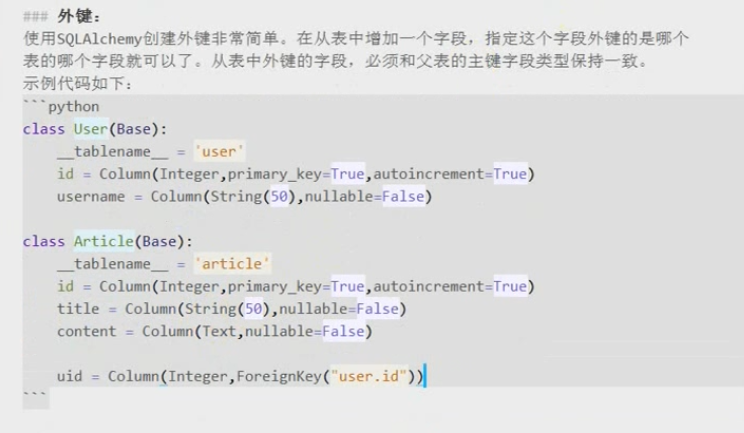 ### 外键：
使用SQLAlchemy创建外键非常简单。在从表中增加一个字段，指定这个字段外键的是哪个
表的哪个字段就可以了。从表中外键的字段，必须和父表的主键字段类型保持一致。
示例代码如下：
```python
class User(Base):
    __tablename__ = 'user'
    id = Column(Integer,primary_key=True,autoincrement=True)
    username = Column(String(50),nullable=False)

class Article(Base):
    __tablename__ = 'article'
    id = Column(Integer,primary_key=True,autoincrement=True)
    title = Column(String(50),nullable=False)
    content = Column(Text,nullable=False)

    uid = Column(Integer,ForeignKey("user.id"))
```